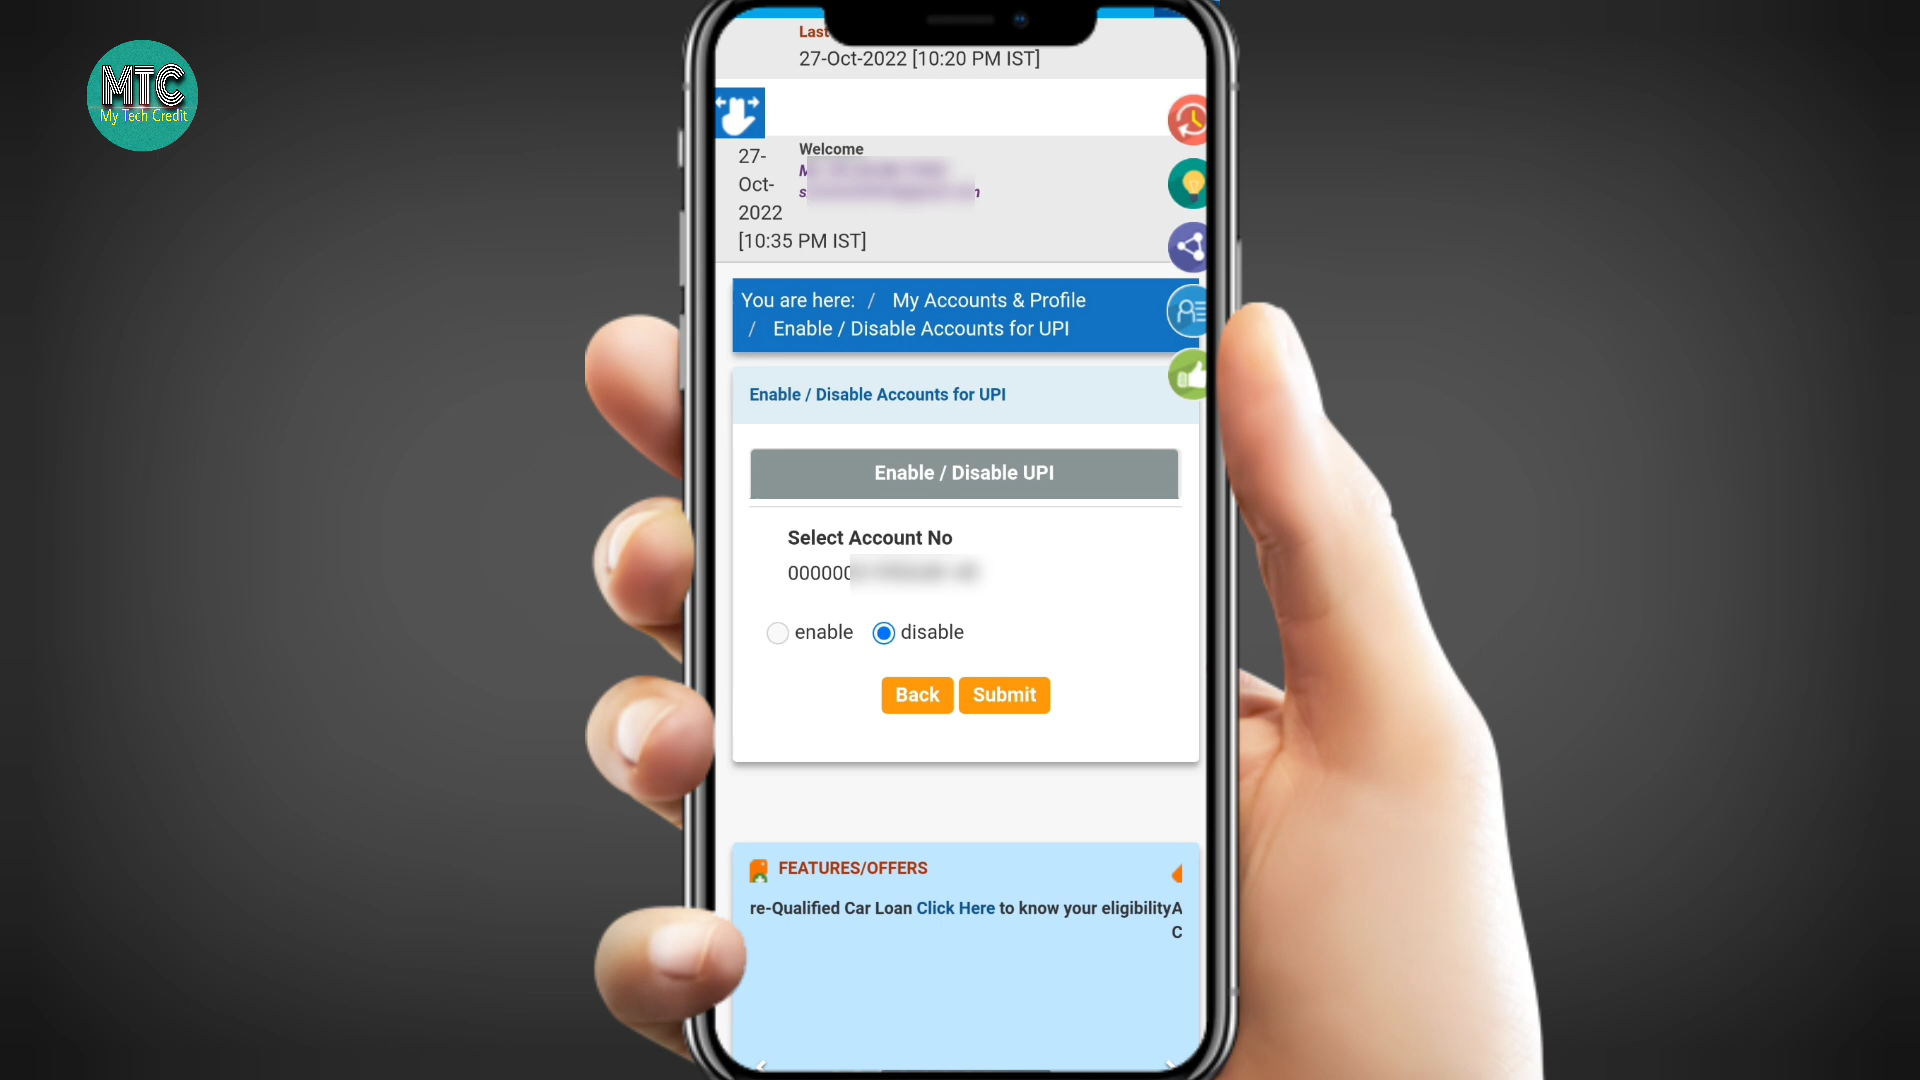 MTC
My Tech Credit
Last
27-Oct-2022 [10:20 PM IST]
27-
Oct-
2022
[10:35 PM IST]
Welcome
You are here: / My Accounts & Profile
/ Enable / Disable Accounts for UPI
Enable / Disable Accounts for UPI
Enable / Disable UPI
Select Account No
000000
enable disable
Back Submit
FEATURES/OFFERS
re-Qualified Car Loan Click Here to know your eligibilityA
C